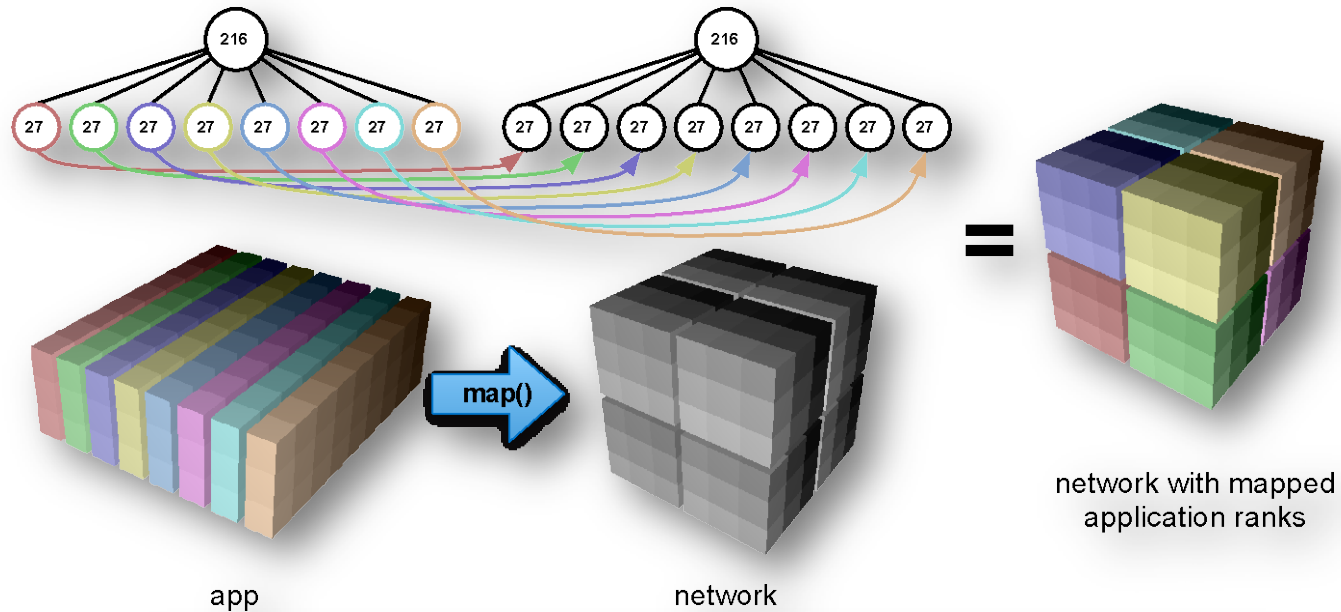 216
216
27 27 27 27 27 27 27 27
27 27 27 27 27 27 27 27
=
map()
network with mapped
application ranks
app
network